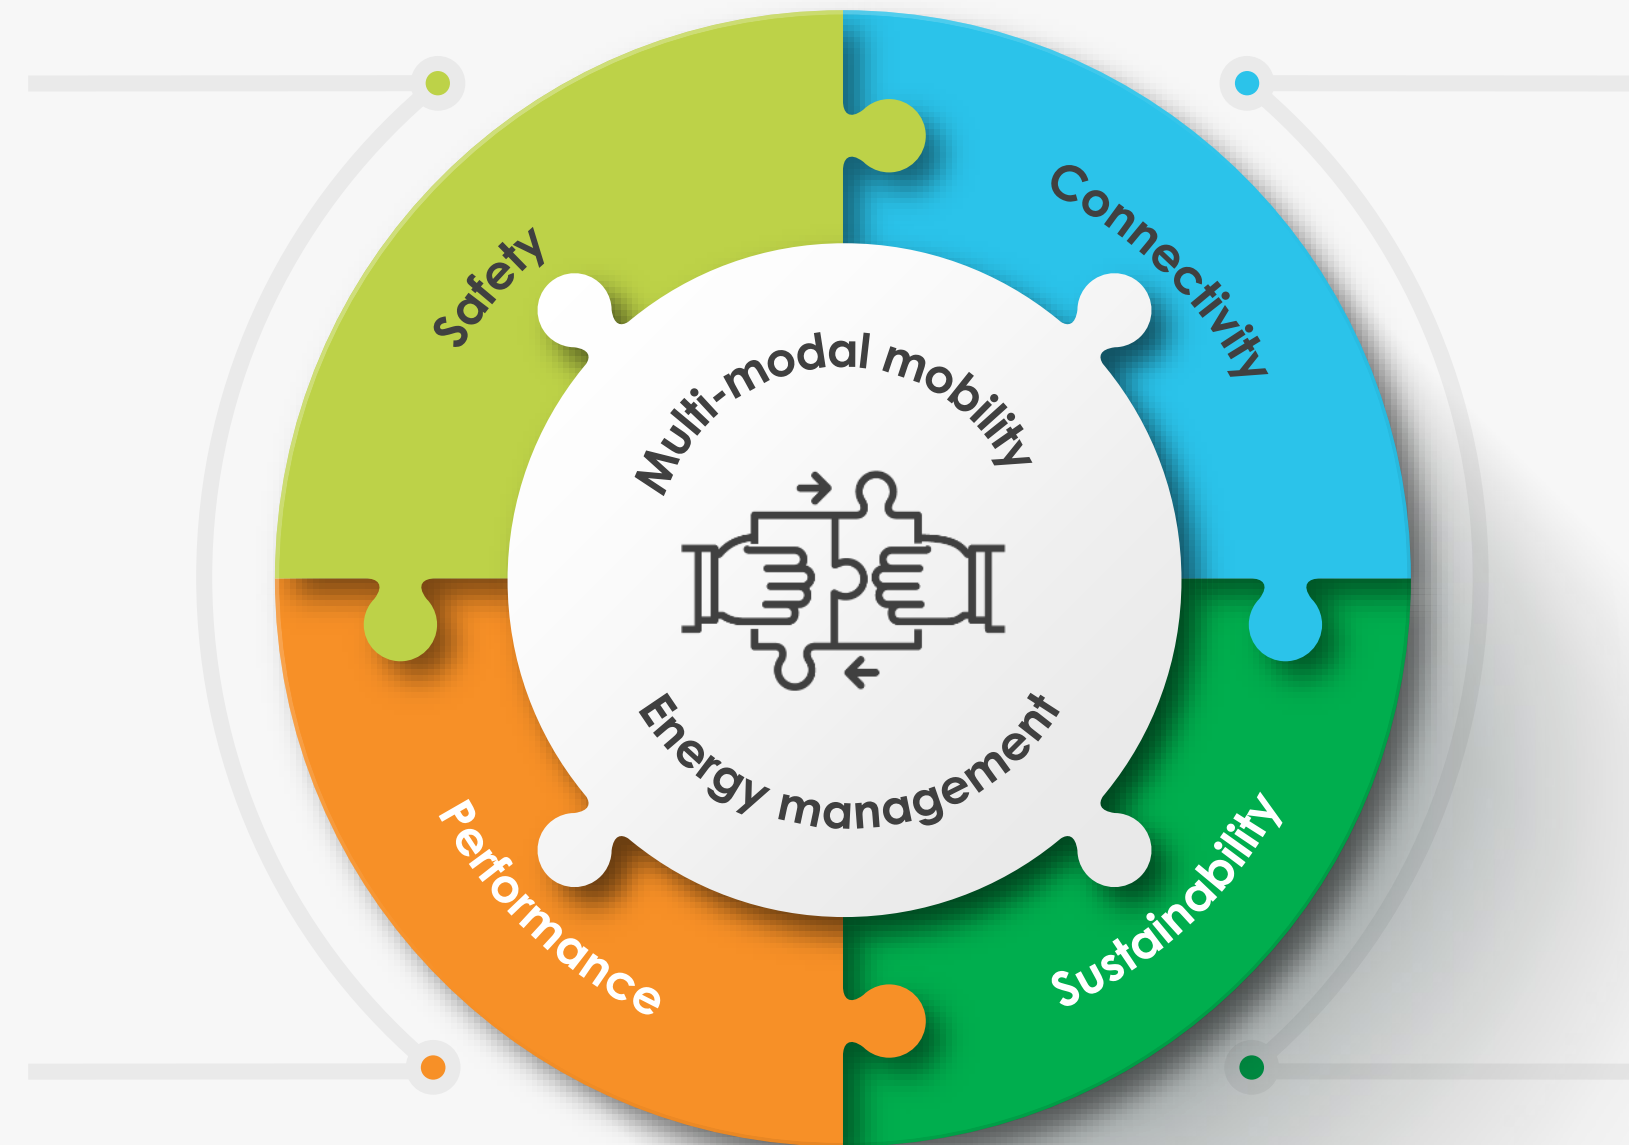 Safety
Connectivity
Multi-modal mobility
Energy management
Performance
Sustainability